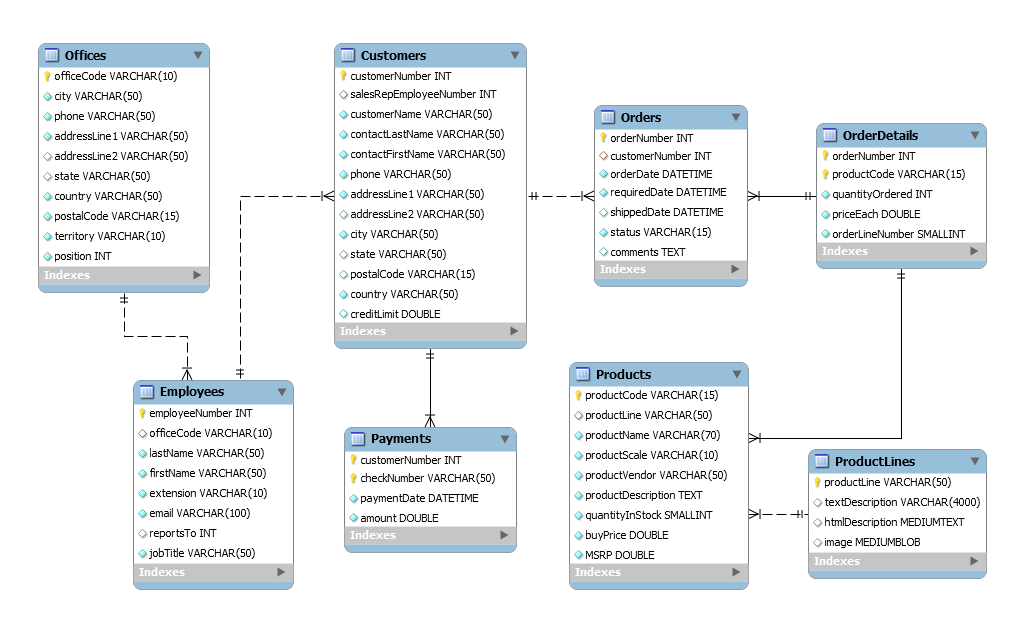 Offices
officeCode VARCHAR(10)
city VARCHAR(50)
phone VARCHAR(50)
addressLine1 VARCHAR(50)
addressLine2 VARCHAR(50)
state VARCHAR(50)
country VARCHAR(50)
postalCode VARCHAR(15)
territory VARCHAR(10)
position INT
Indexes
Customers
customerNumber INT
salesRepEmployeeNumber INT
customerName VARCHAR(50)
contactLastName VARCHAR(50)
contactFirstName VARCHAR(50)
phone VARCHAR(50)
addressLine1 VARCHAR(50)
addressLine2 VARCHAR(50)
city VARCHAR(50)
state VARCHAR(50)
postalCode VARCHAR(15)
country VARCHAR(50)
creditLimit DOUBLE
Indexes
Orders
orderNumber INT
customerNumber INT
orderDate DATETIME
requiredDate DATETIME
shippedDate DATETIME
status VARCHAR(15)
comments TEXT
Indexes
OrderDetails
orderNumber INT
productCode VARCHAR(15)
quantityOrdered INT
priceEach DOUBLE
orderLineNumber SMALLINT
Indexes
Employees
employeeNumber INT
officeCode VARCHAR(10)
lastName VARCHAR(50)
firstName VARCHAR(50)
extension VARCHAR(10)
email VARCHAR(100)
reportsTo INT
jobTitle VARCHAR(50)
Indexes
Payments
customerNumber INT
checkNumber VARCHAR(50)
paymentDate DATETIME
amount DOUBLE
Indexes
Products
productCode VARCHAR(15)
productLine VARCHAR(50)
productName VARCHAR(70)
productScale VARCHAR(10)
productVendor VARCHAR(50)
productDescription TEXT
quantityInStock SMALLINT
buyPrice DOUBLE
MSRP DOUBLE
Indexes
ProductLines
productLine VARCHAR(50)
textDescription VARCHAR(4000)
htmlDescription MEDIUMTEXT
image MEDIUMBLOB
Indexes